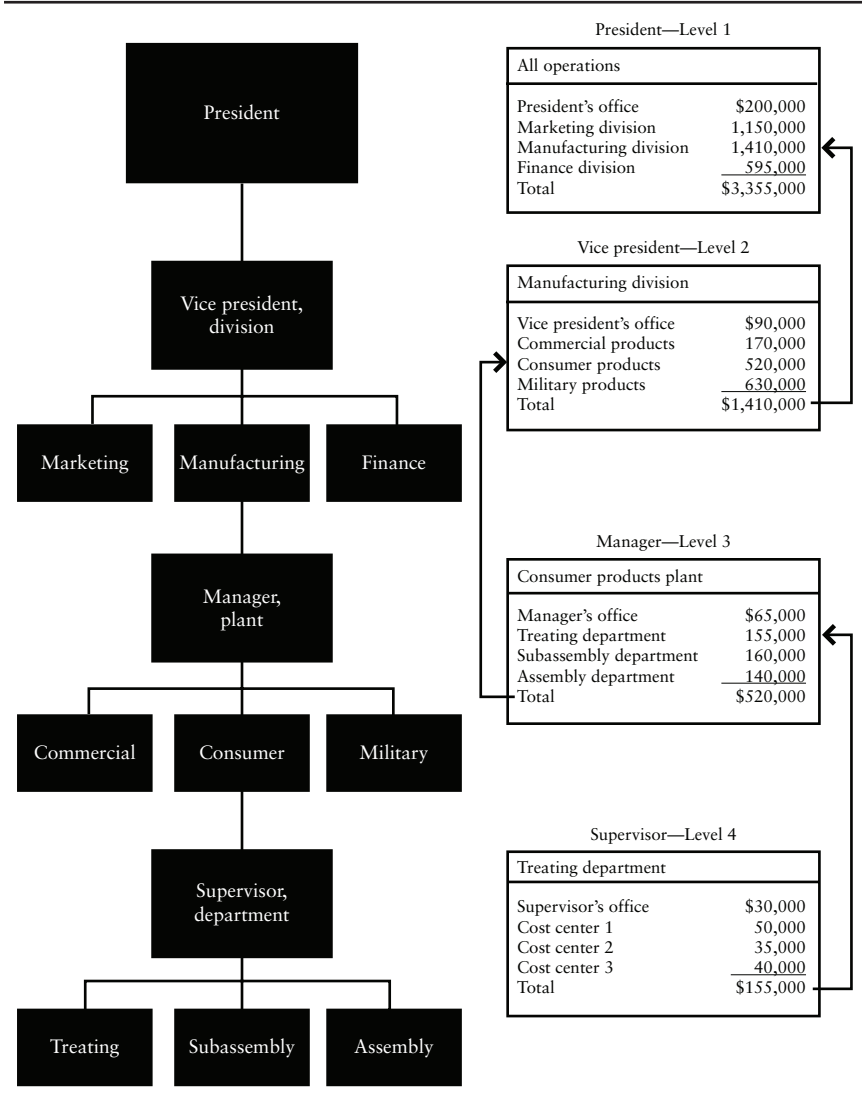 President
Vice president,
division
Marketing
Manufacturing
Finance
Manager,
plant
Commercial
Consumer
Military
Supervisor,
department
Treating
Subassembly
Assembly
President—Level 1
All operations
President's office $200,000
Marketing division 1,150,000
Manufacturing division 1,410,000
Finance division 595,000
Total $3,355,000
Vice president—Level 2
Manufacturing division
Vice president's office $90,000
Commercial products 170,000
Consumer products 520,000
Military products 630,000
Total $1,410,000
Manager—Level 3
Consumer products plant
Manager's office $65,000
Treating department 155,000
Subassembly department 160,000
Assembly department 140,000
Total $520,000
Supervisor—Level 4
Treating department
Supervisor's office $30,000
Cost center 1 50,000
Cost center 2 35,000
Cost center 3 40,000
Total $155,000